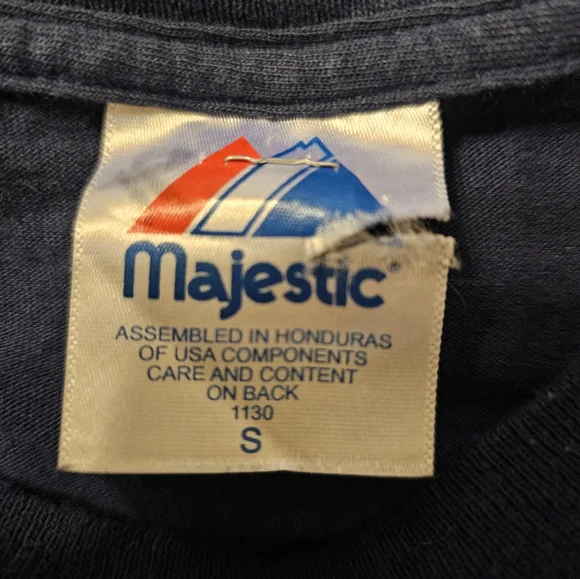 Majestic®
ASSEMBLED IN HONDURAS
OF USA COMPONENTS
CARE AND CONTENT
ON BACK
1130
S